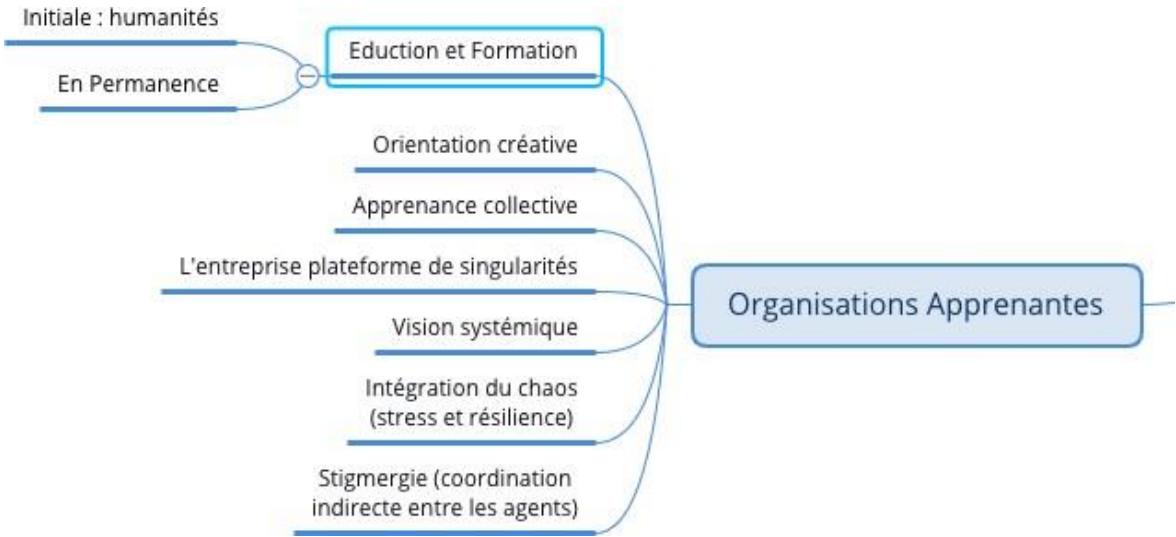 Initiale : humanités
En Permanence
Eduction et Formation
Orientation créative
Apprenance collective
L'entreprise plateforme de singularités
Vision systémique
Intégration du chaos
(stress et résilience)
Stigmergie (coordination
indirecte entre les agents)
Organisations Apprenantes